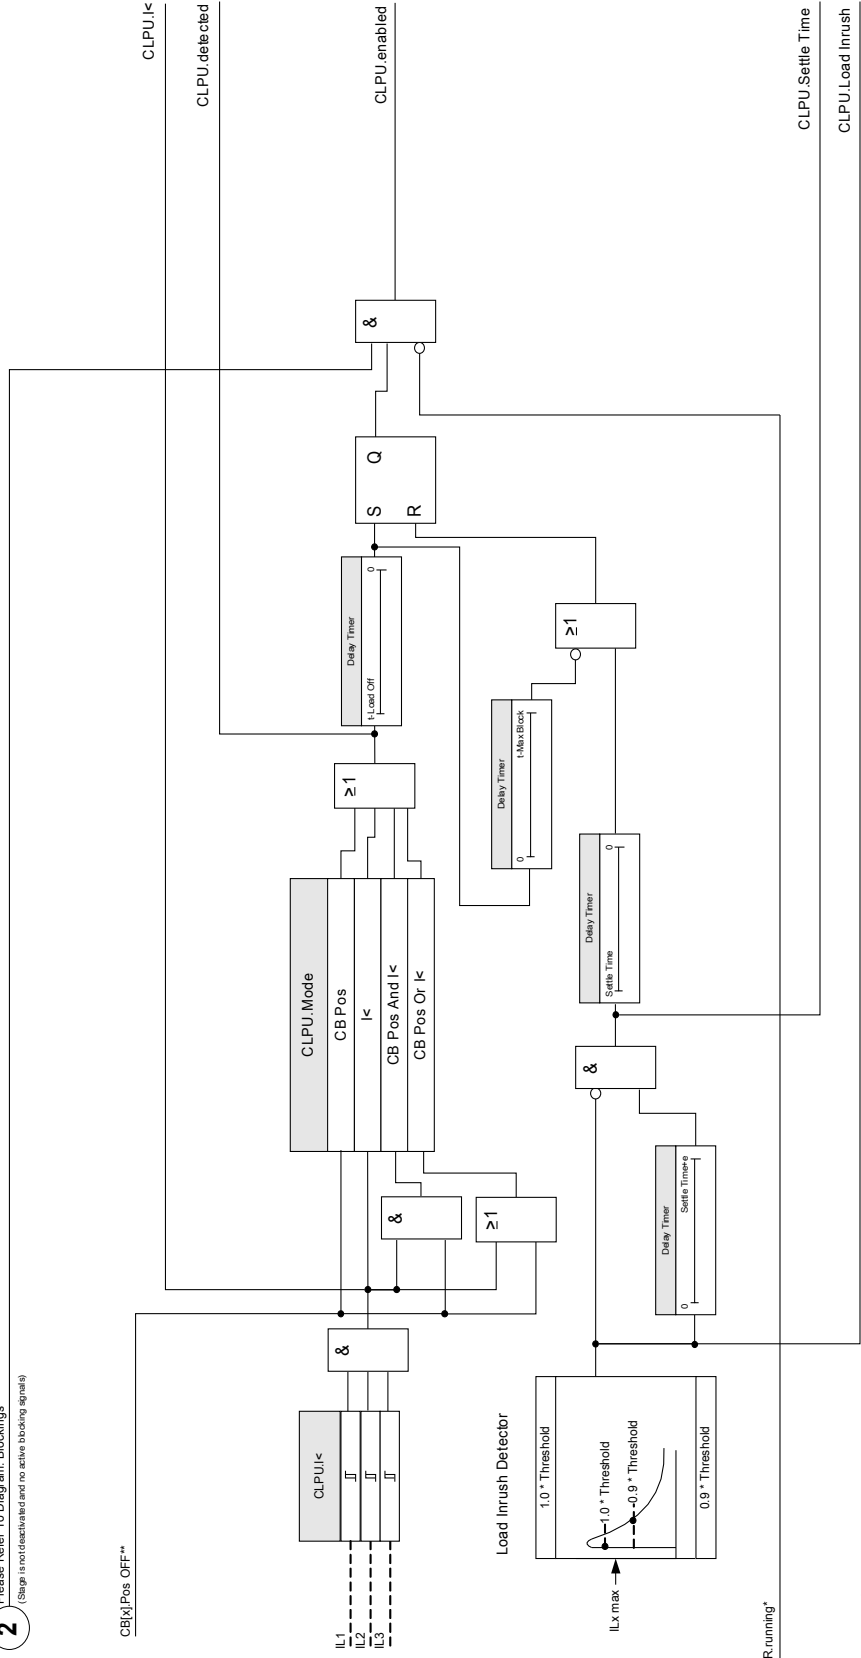 2
Please Refer To Diagram: Blockings
(Stage is not deactivated and no active blocking signals)
CLPU.I<
CLPU.detected
CLPU.enabled
CLPU.Settle Time
CLPU.Load Inrush
CB[x].Pos OFF**
IL1
IL2
IL3
CLPU.I<
&
CLPU.Mode
CB Pos
I<
CB Pos And I<
CB Pos Or I<
&
≥1
≥1
Delay Timer
t-Load Off
0
S
Q
R
&
Delay Timer
0
t-Max Block
≥1
Load Inrush Detector
1.0 * Threshold
1.0 * Threshold
0.9 * Threshold
0.9 * Threshold
ILx max
Delay Timer
0
Settle Time+e
&
Delay Timer
Settle Time
0
R.running*